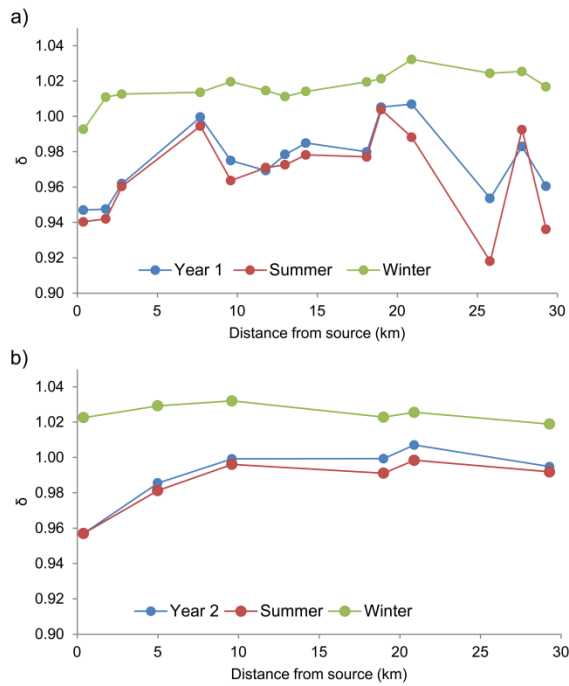 a)
1.04
1.02
1.00
0.98
0.96
0.94
0.92
0.90
δ
Year 1 Summer Winter
0 5 10 15 20 25 30
Distance from source (km)
b)
1.04
1.02
1.00
0.98
0.96
0.94
0.92
0.90
δ
Year 2 Summer Winter
0 5 10 15 20 25 30
Distance from source (km)